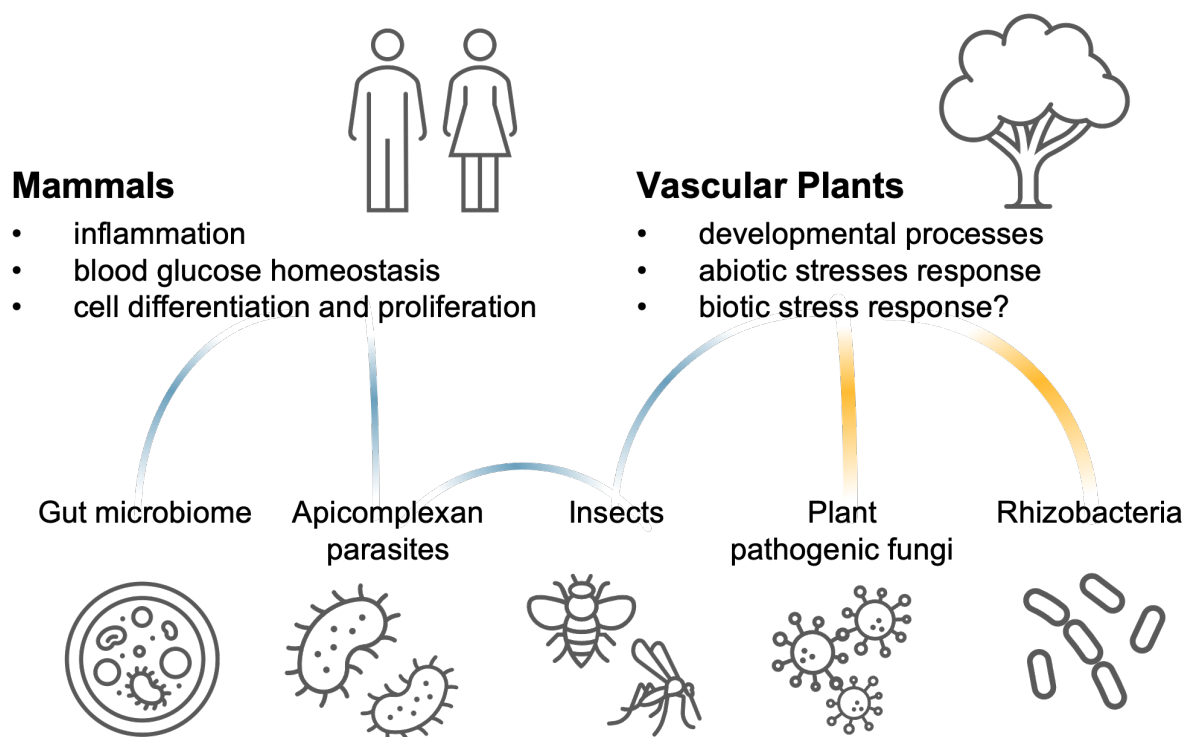 Mammals
• inflammation
• blood glucose homeostasis
• cell differentiation and proliferation
Vascular Plants
• developmental processes
• abiotic stresses response
• biotic stress response?
Gut microbiome
Apicomplexan
parasites
Insects
Plant
pathogenic fungi
Rhizobacteria